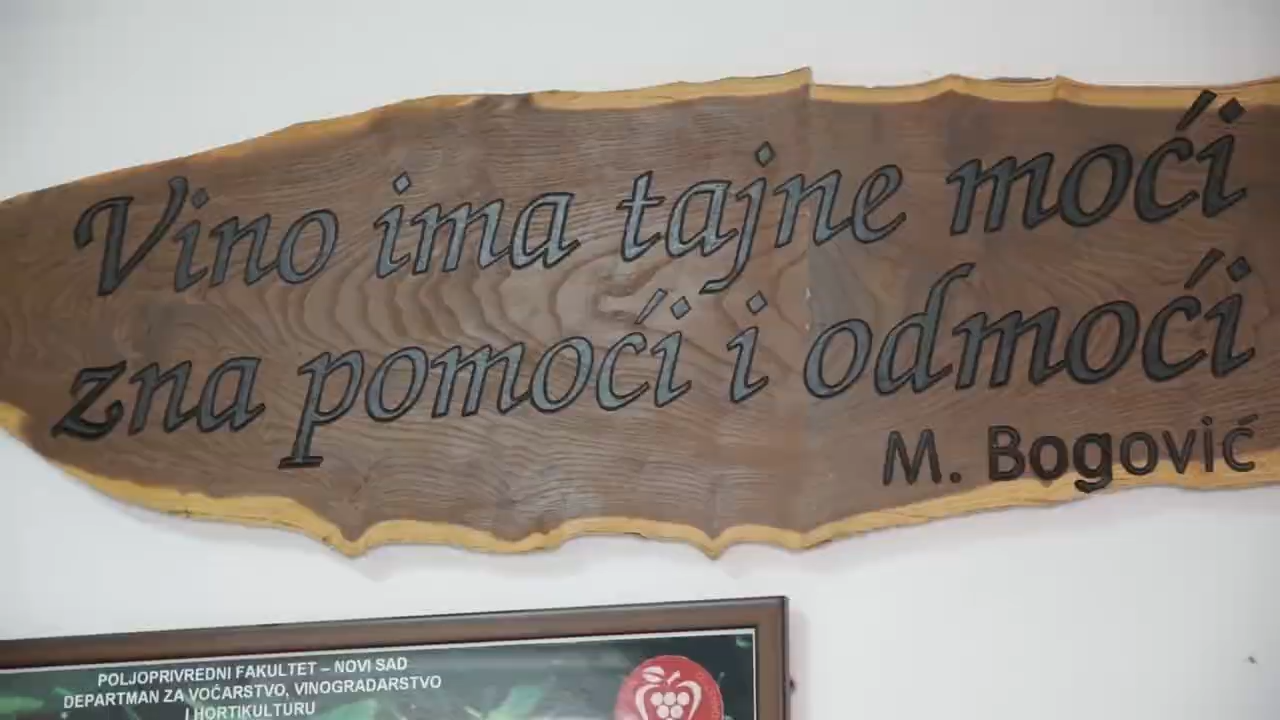 Vino ima tajne moći
zna pomoći i odmoći
M. Bogović
POLJOPRIVREDNI FAKULTET – NOVI SAD
DEPARTMAN ZA VOĆARSTVO, VINOGRADARSTVO
I HORTIKULTURU